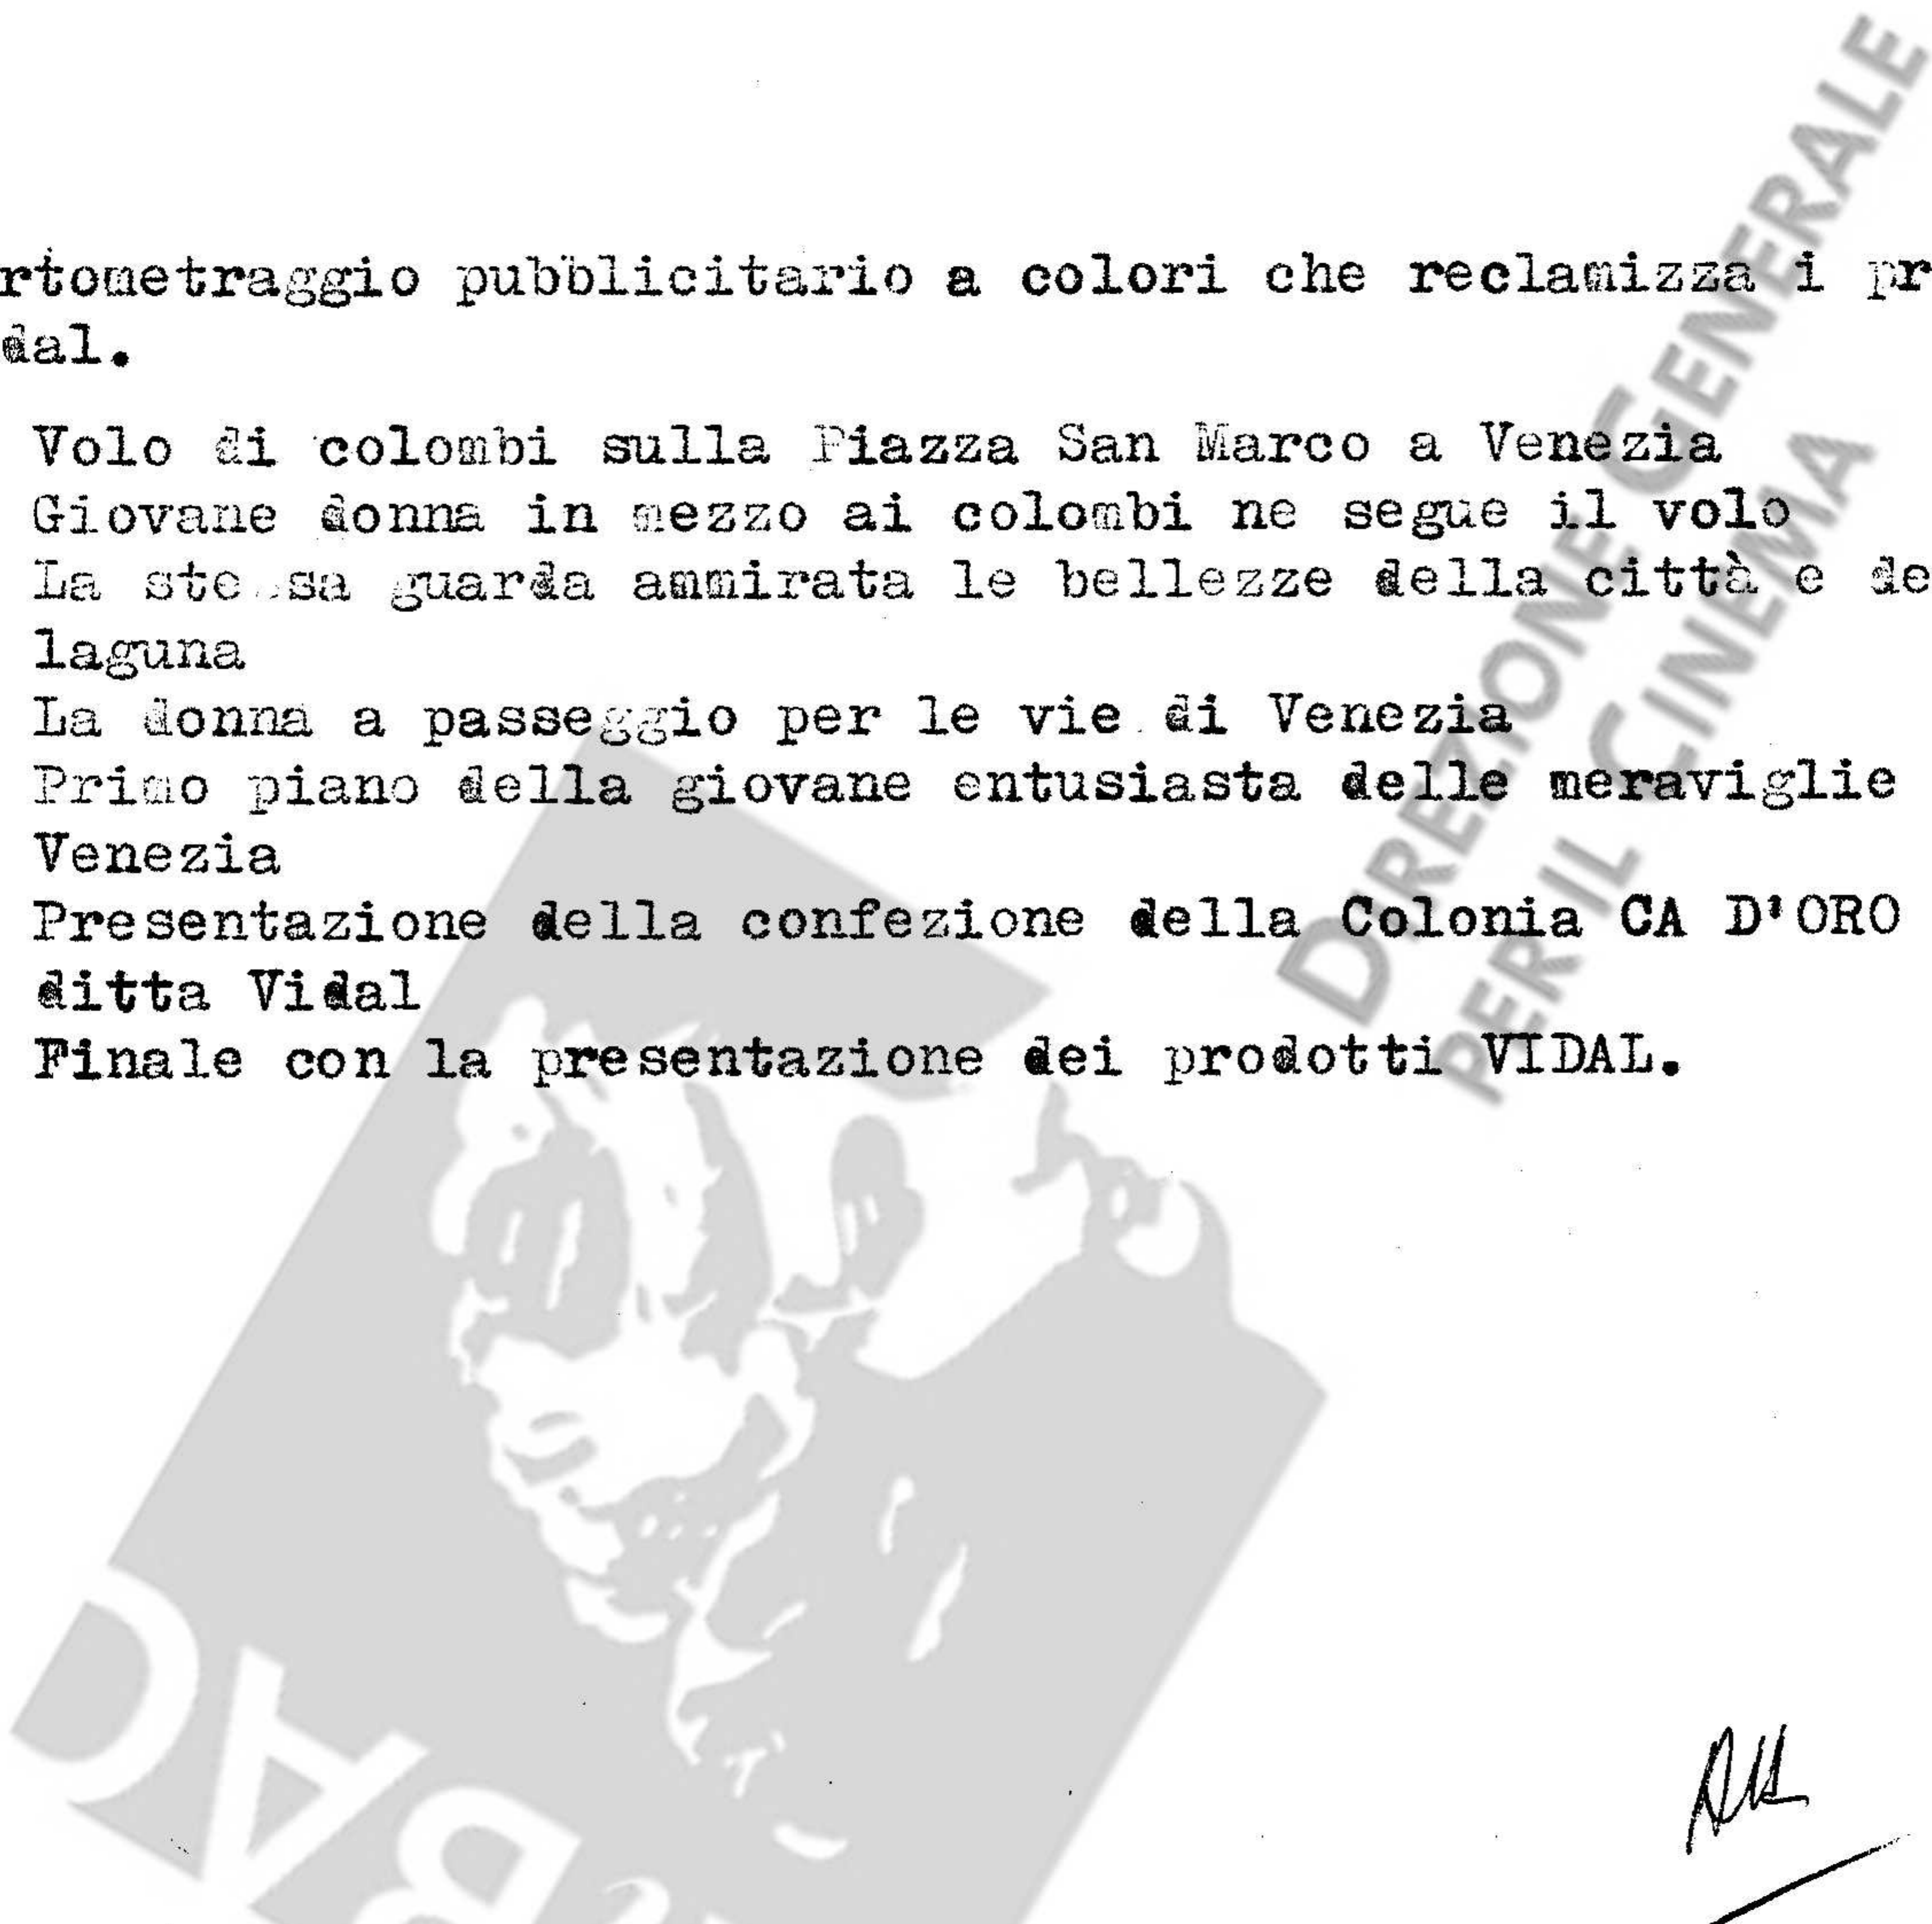 rtometraggio pubblicitario a colori che reclamizza i pr
dal.
Volo di colombi sulla Piazza San Marco a Venezia
Giovane donna in mezzo ai colombi ne segue il volo
La stessa guarda ammirata le bellezze della città e de
laguna
La donna a passeggio per le vie di Venezia
Primo piano della giovane entusiasta delle meraviglie
Venezia
Presentazione della confezione della Colonia CA D'ORO
ditta Vidal
Finale con la presentazione dei prodotti VIDAL.
DIREZIONE GENERALE
PER IL CINEMA